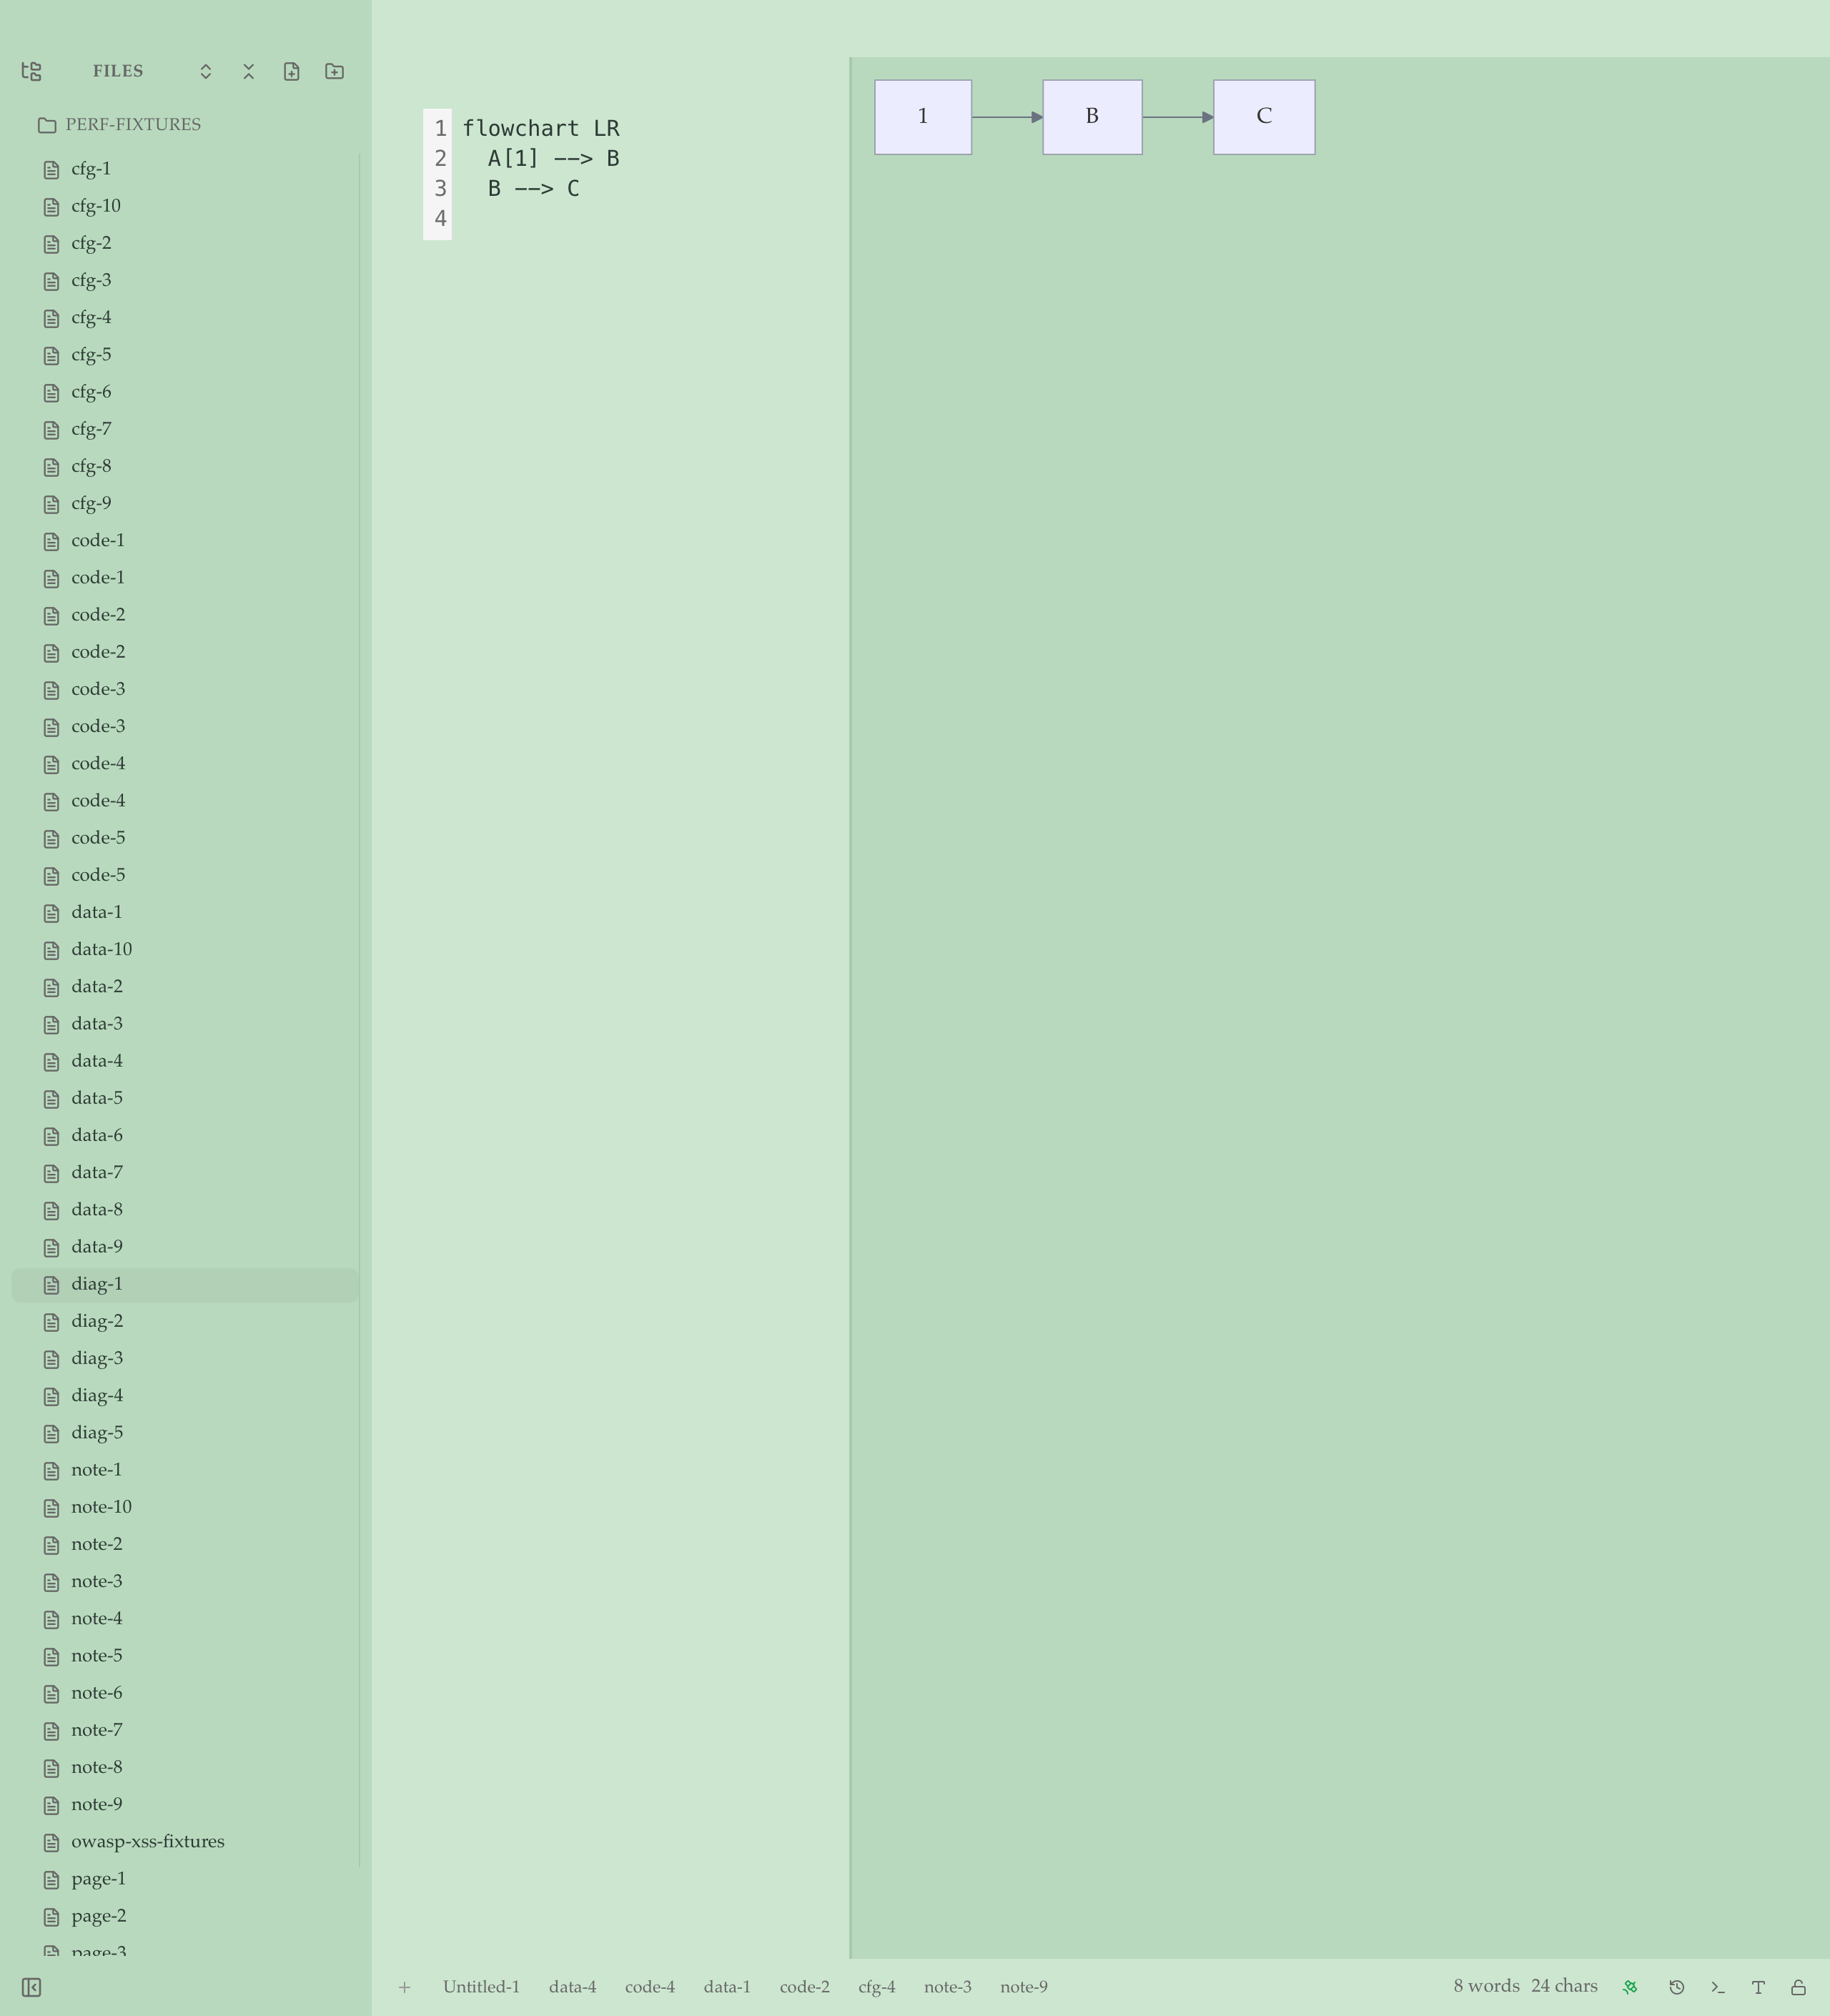 FILES
PERF-FIXTURES
cfg-1
cfg-10
cfg-2
cfg-3
cfg-4
cfg-5
cfg-6
cfg-7
cfg-8
cfg-9
code-1
code-1
code-2
code-2
code-3
code-3
code-4
code-4
code-5
code-5
data-1
data-10
data-2
data-3
data-4
data-5
data-6
data-7
data-8
data-9
diag-1
diag-2
diag-3
diag-4
diag-5
note-1
note-10
note-2
note-3
note-4
note-5
note-6
note-7
note-8
note-9
owasp-xss-fixtures
page-1
page-2
page-3
1 flowchart LR
2 A[1] --> B
3 B --> C
4
1 B C
Untitled-1 data-4 code-4 data-1 code-2 cfg-4 note-3 note-9
8 words 24 chars